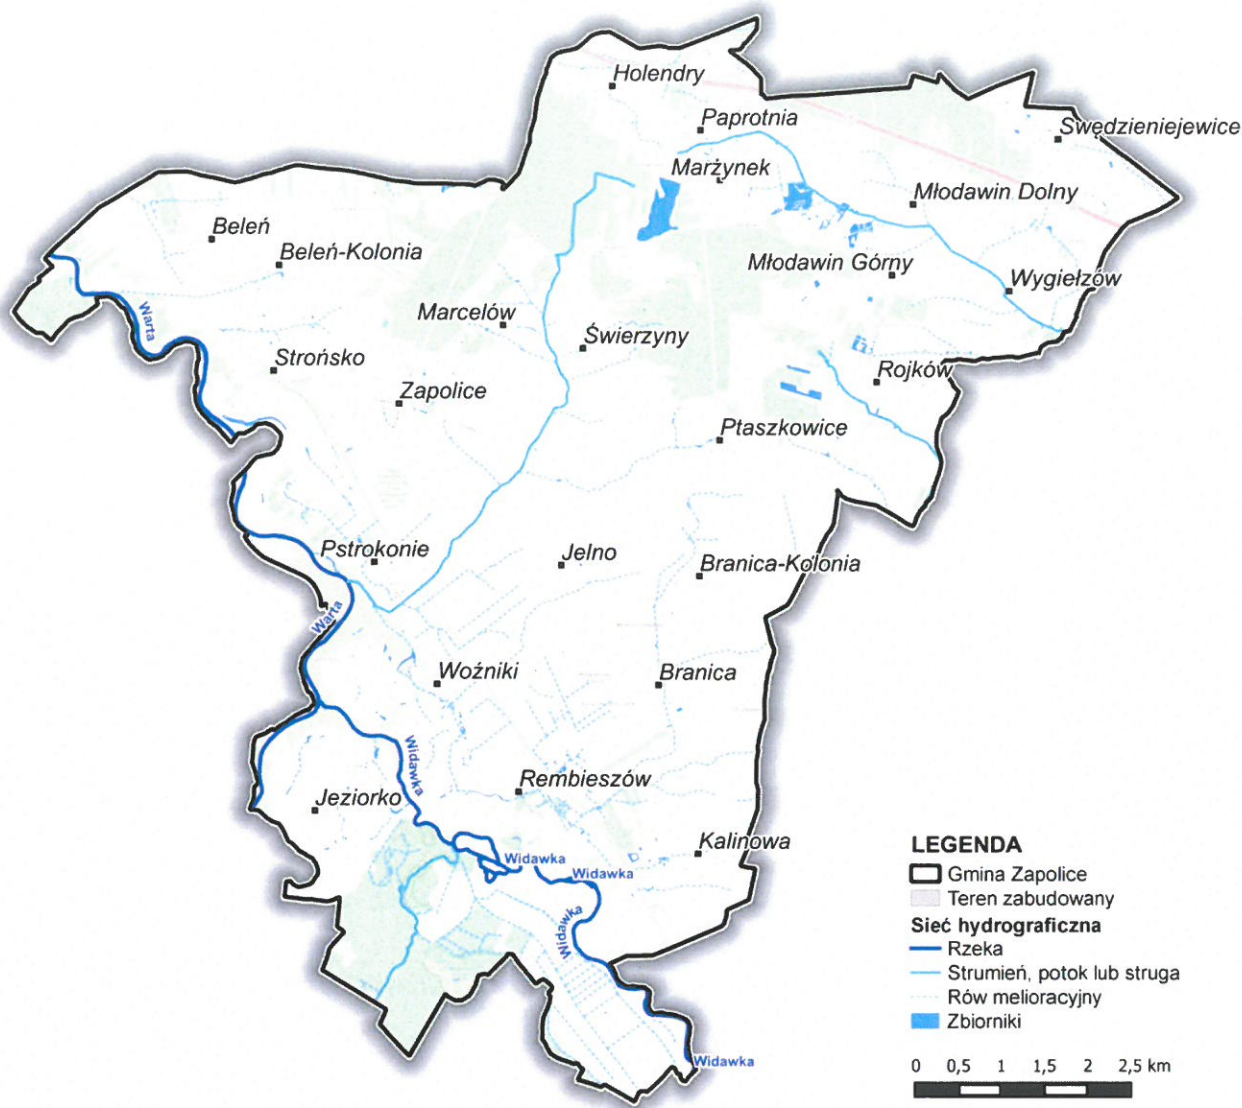 Holendry
Paprotnia
Swędzieniejewice
Marżynek
Młodawin Dolny
Beleń
Beleń-Kolonia
Młodawin Górny
Wygiełzów
Warta
Marcelów
Świerzyny
Strońsko
Zapolice
Rojków
Ptaszkowice
Pstrokonie
Jelno
Branica-Kolonia
Warta
Woźniki
Branica
Widawka
Rembieszów
Jeziorko
Kalinowa
Widawka
Widawka
Widawka
Widawka
LEGENDA
Gmina Zapolice
Teren zabudowany
Sieć hydrograficzna
Rzeka
Strumień, potok lub struga
Rów melioracyjny
Zbiorniki
0 0,5 1 1,5 2 2,5 km